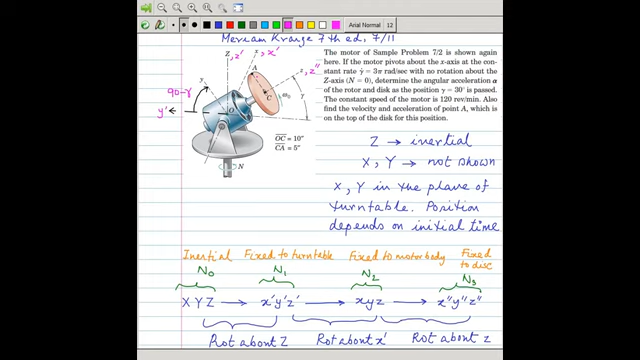 Arial Normal 12
Meriam Kraige 7th ed, 7/11
The motor of Sample Problem 7/2 is shown again
here. If the motor pivots about the x-axis at the con-
stant rate γ̇ = 3π rad/sec with no rotation about the
Z-axis (N = 0), determine the angular acceleration α
of the rotor and disk as the position γ = 30° is passed.
The constant speed of the motor is 120 rev/min. Also
find the velocity and acceleration of point A, which is
on the top of the disk for this position.
Z, z'
z, x'
z, z''
A
y
90-γ
y'
O
C
ω₀
γ
OC = 10"
CA = 5"
N
Z → inertial
X, Y → not shown
X, Y in the plane of
turntable. Position
depends on initial time
Inertial Fixed to turntable Fixed to motor body Fixed to disc
N₀ N₁ N₂ N₃
XYZ → x'y'z' → xyz → x''y''z''
Rot about Z Rot about x' Rot about z